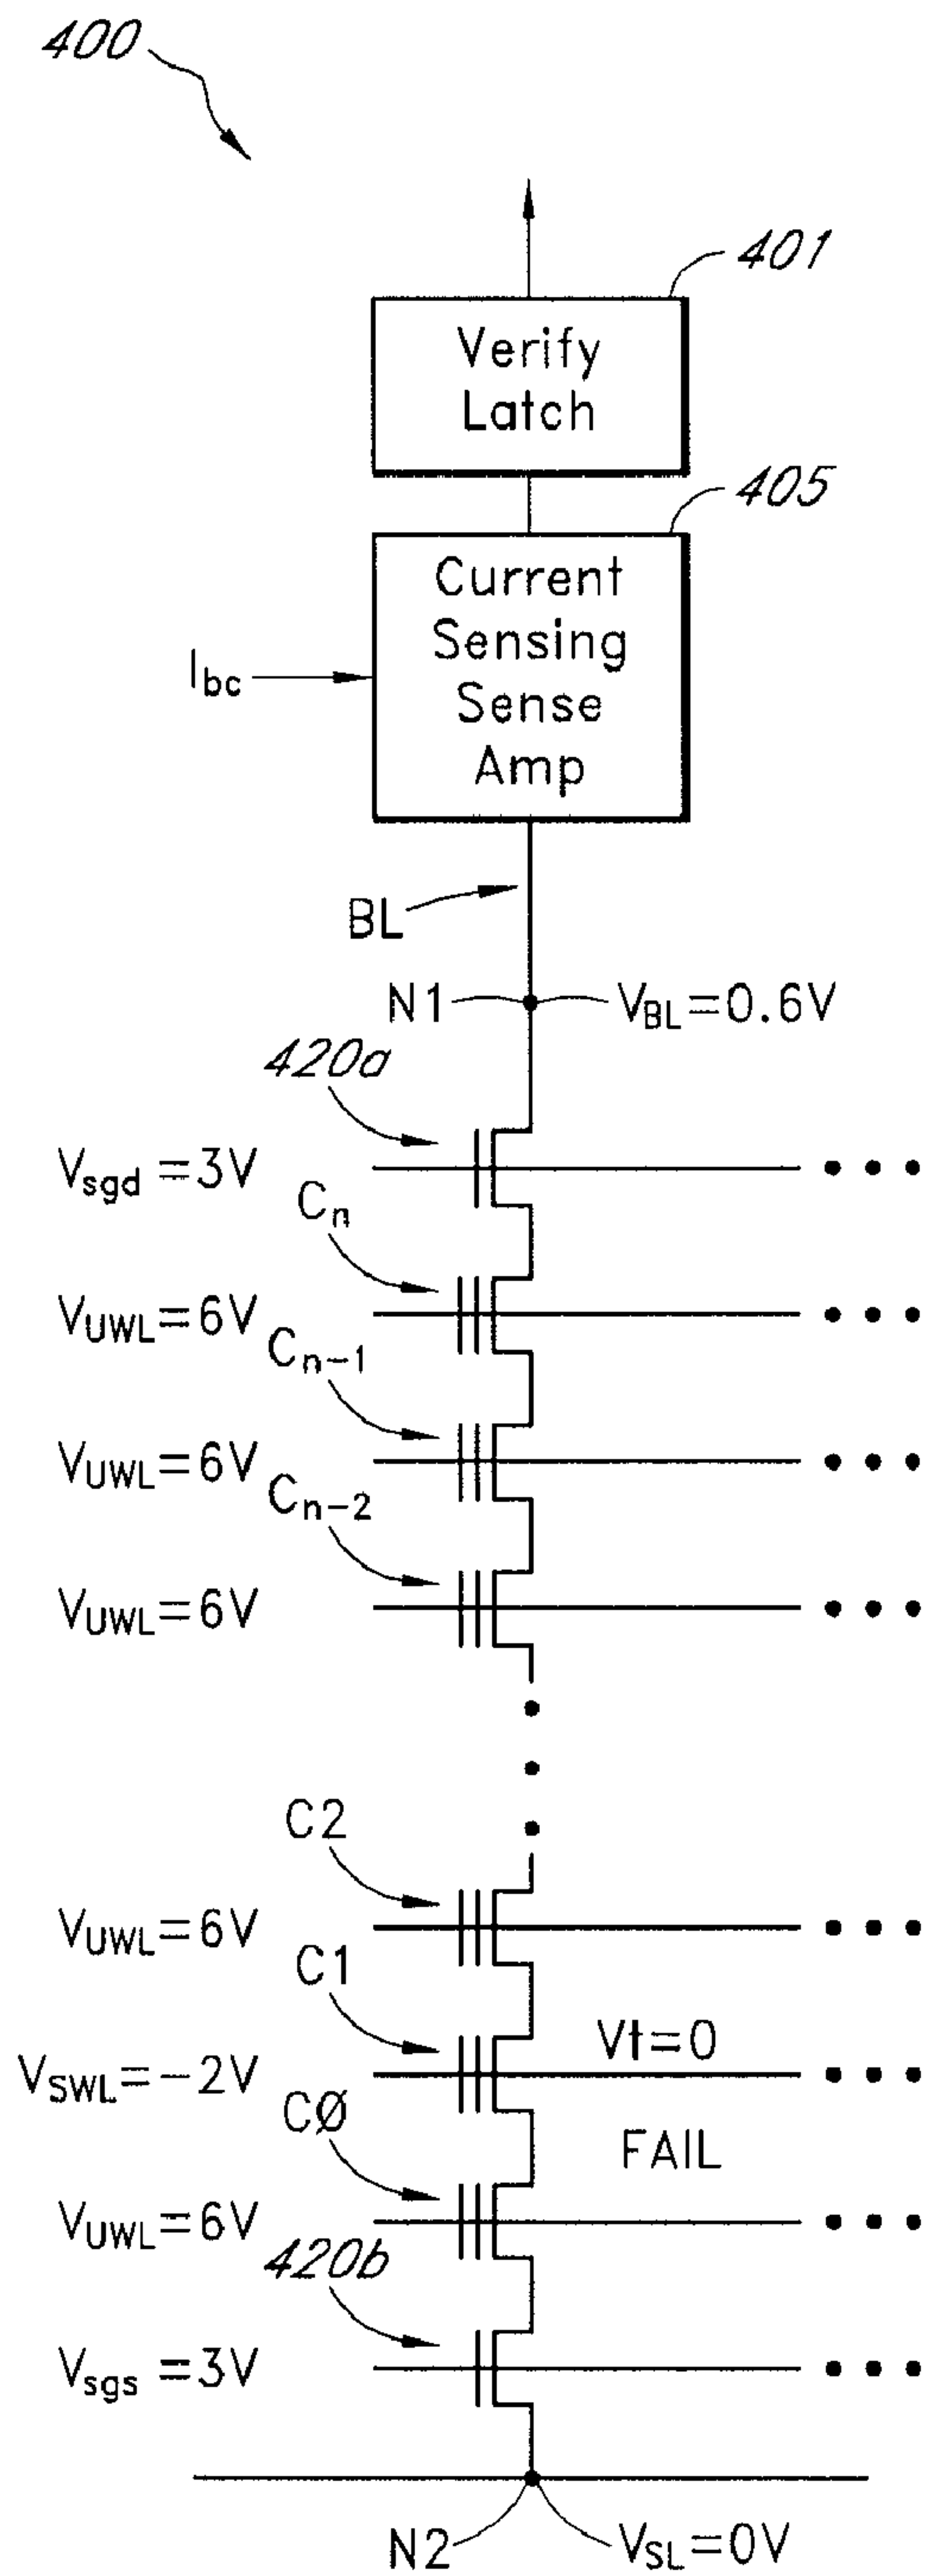 400
401
Verify
Latch
405
Current
Sensing
Sense
Amp
Ibc
BL
N1
VBL=0.6V
420a
Vsgd=3V
Cn
VUWL=6V
Cn-1
VUWL=6V
Cn-2
VUWL=6V
C2
VUWL=6V
C1
Vt=0
VSWL=-2V
CØ
FAIL
VUWL=6V
420b
Vsgs=3V
N2
VSL=0V